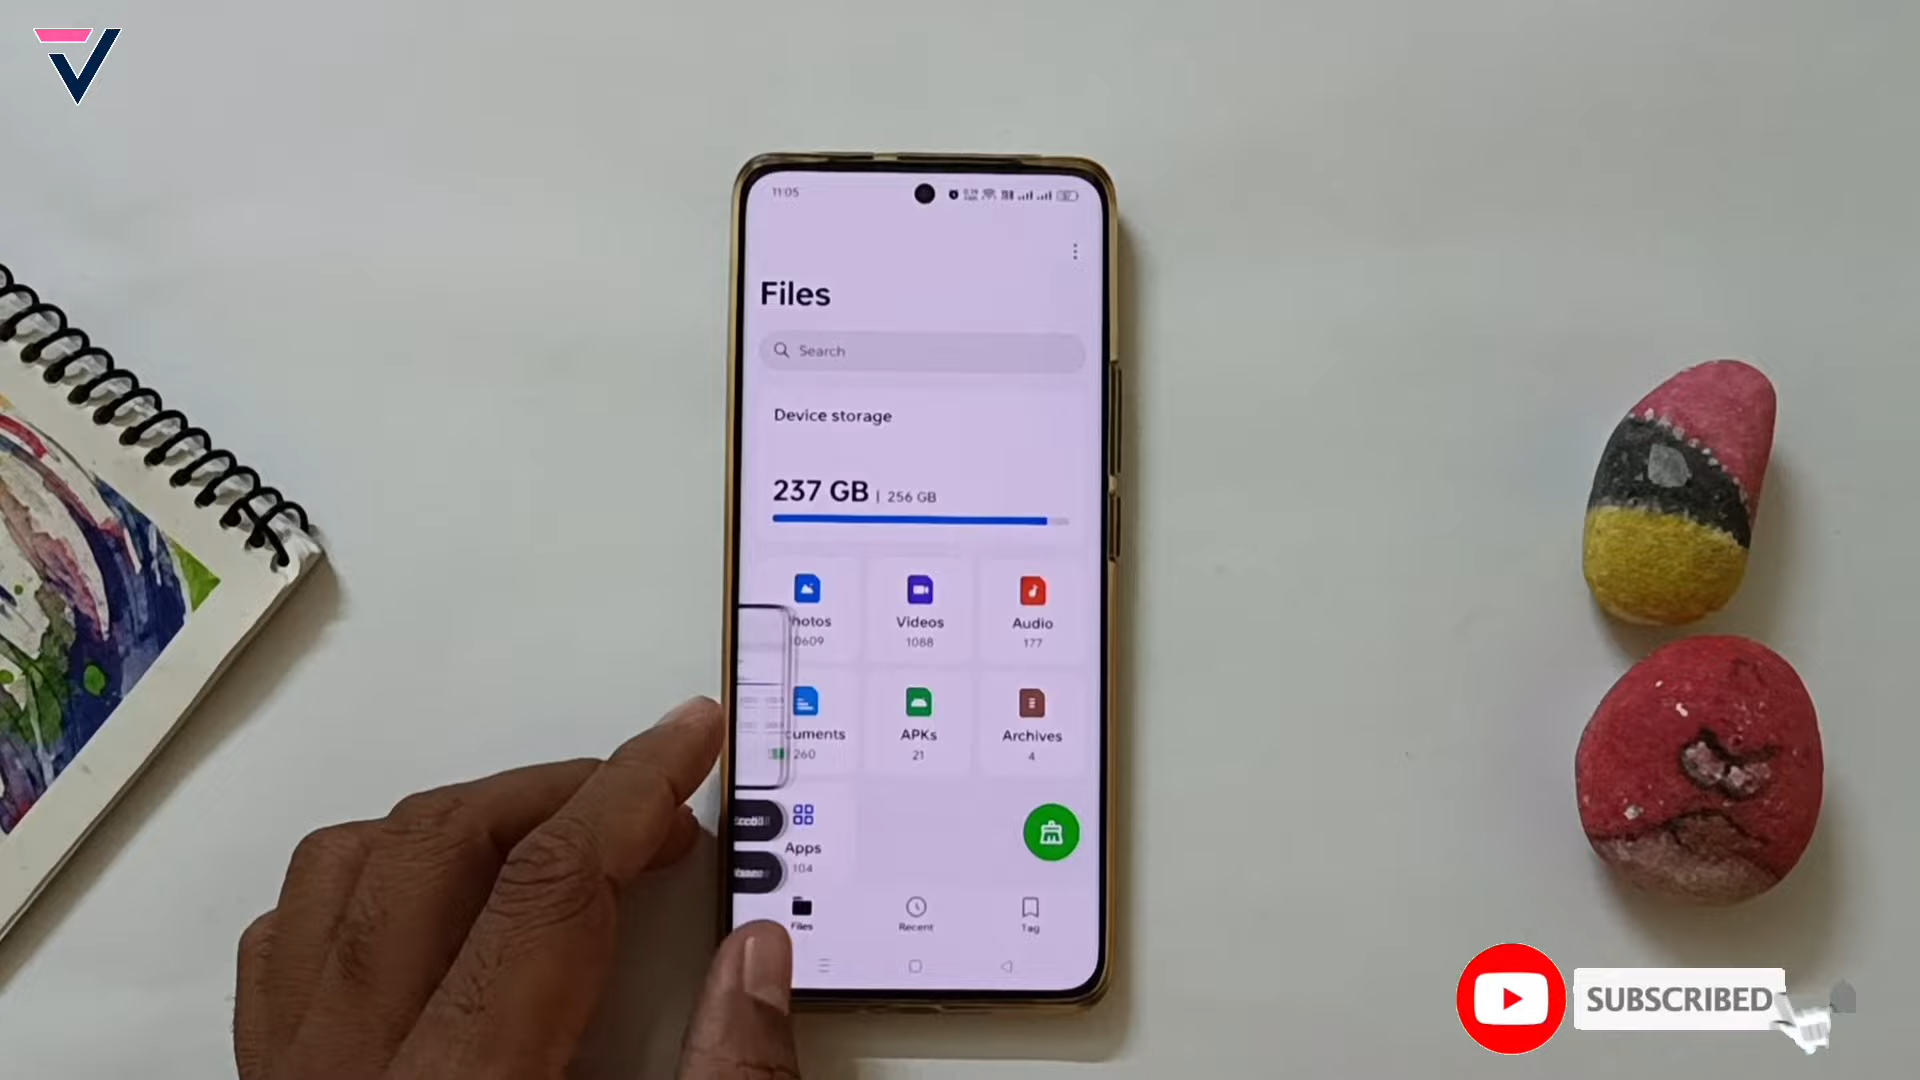 11:05
Files
Search
Device storage
237 GB | 256 GB
hotos
Videos
Audio
0609
1088
177
cuments
APKs
Archives
260
21
4
Apps
104
Files
Recent
Tag
SUBSCRIBED